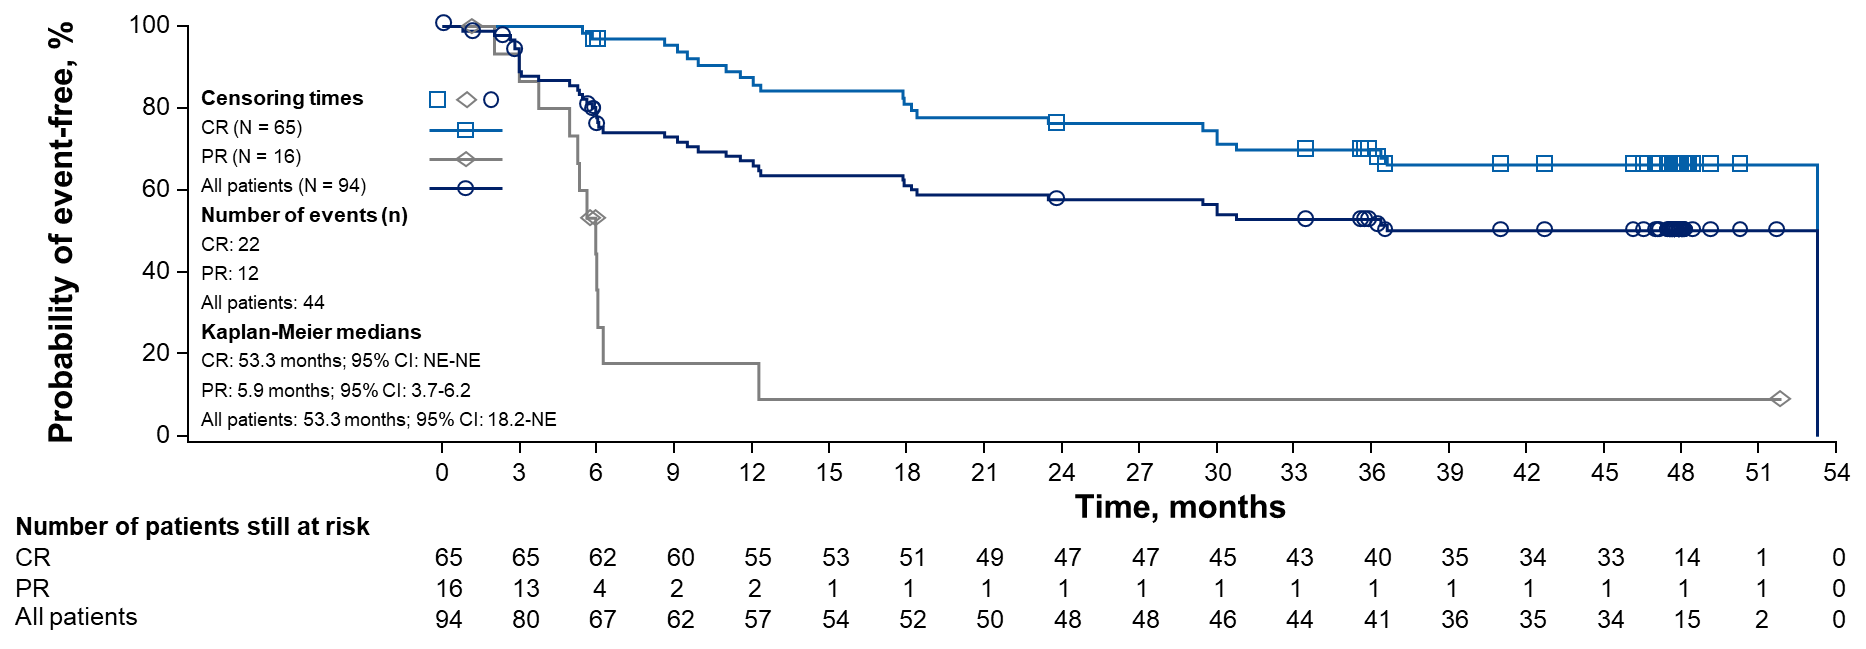 Probability of event-free, %
100
80
60
40
20
0
Censoring times
CR (N = 65)
PR (N = 16)
All patients (N = 94)
Number of events (n)
CR: 22
PR: 12
All patients: 44
Kaplan-Meier medians
CR: 53.3 months; 95% CI: NE-NE
PR: 5.9 months; 95% CI: 3.7-6.2
All patients: 53.3 months; 95% CI: 18.2-NE
0 3 6 9 12 15 18 21 24 27 30 33 36 39 42 45 48 51 54
Time, months
Number of patients still at risk
CR 65 65 62 60 55 53 51 49 47 47 45 43 40 35 34 33 14 1 0
PR 16 13 4 2 2 1 1 1 1 1 1 1 1 1 1 1 1 1 0
All patients 94 80 67 62 57 54 52 50 48 48 46 44 41 36 35 34 15 2 0